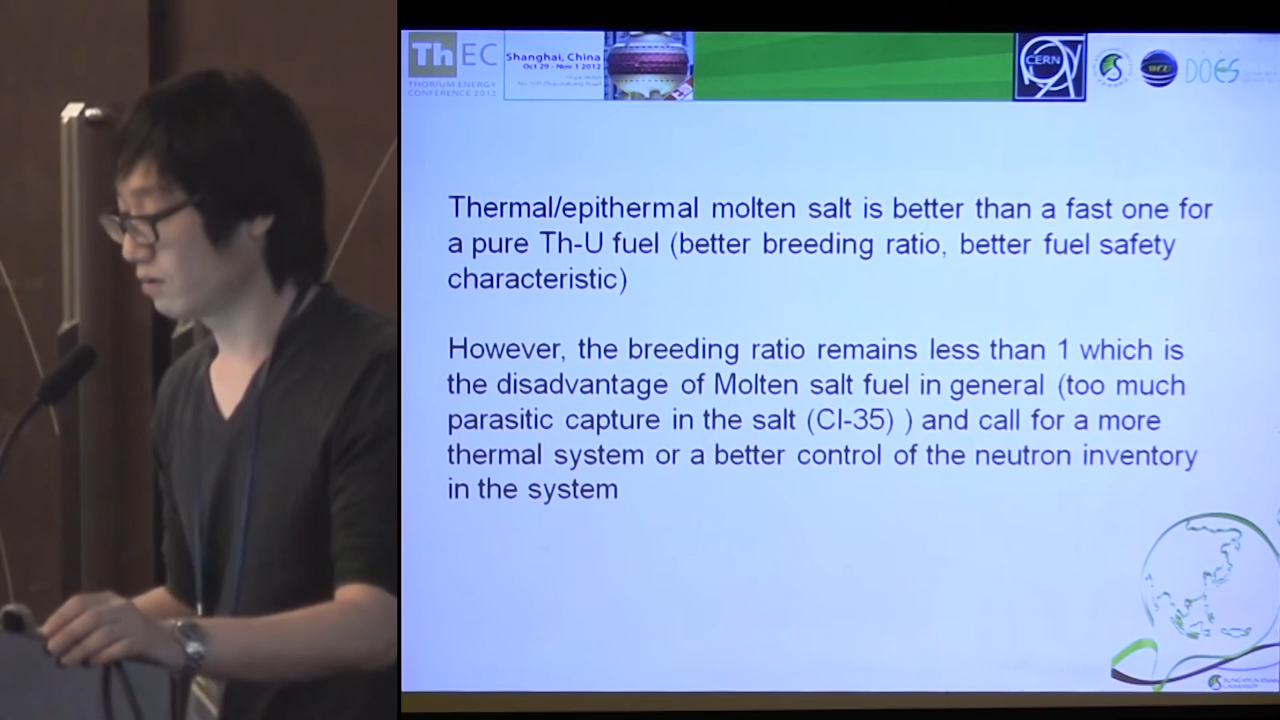 ThEC
THORIUM ENERGY
CONFERENCE 2012
Shanghai, China
Oct 29 - Nov 1 2012
CERN
DOES
Thermal/epithermal molten salt is better than a fast one for
a pure Th-U fuel (better breeding ratio, better fuel safety
characteristic)
However, the breeding ratio remains less than 1 which is
the disadvantage of Molten salt fuel in general (too much
parasitic capture in the salt (Cl-35) ) and call for a more
thermal system or a better control of the neutron inventory
in the system
UNIVERSITY